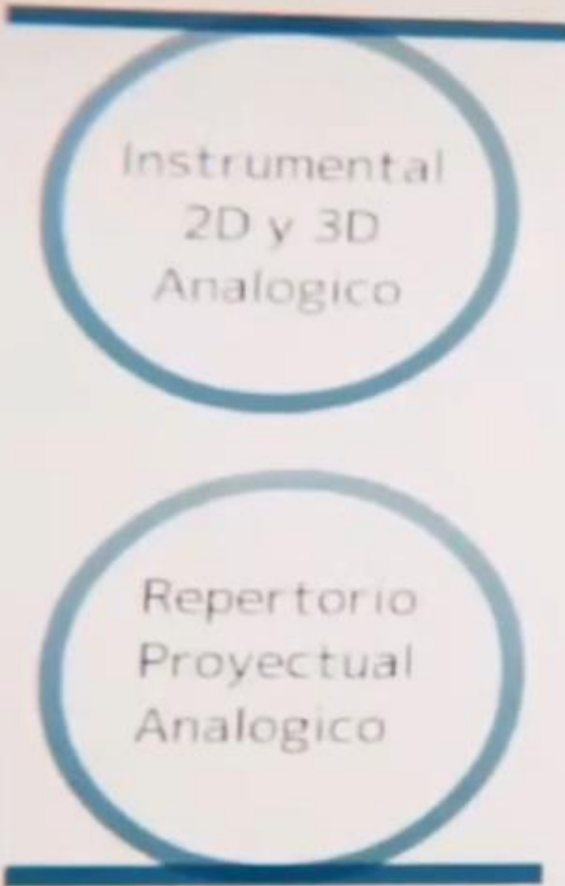 Instrumental
2D y 3D
Analogico
Repertorio
Proyectual
Analogico